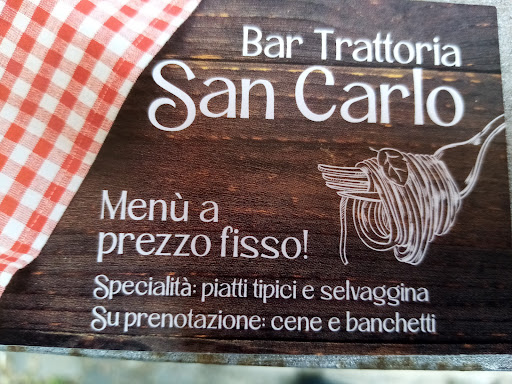 Bar Trattoria
San Carlo
Menù a
prezzo fisso!
Specialità: piatti tipici e selvaggina
Su prenotazione: cene e banchetti